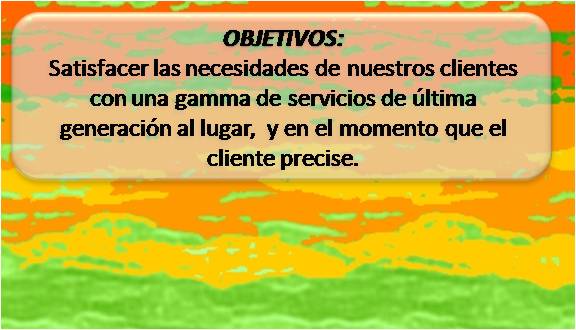 OBJETIVOS:
Satisfacer las necesidades de nuestros clientes
con una gamma de servicios de última
generación al lugar,  y en el momento que el
cliente precise.